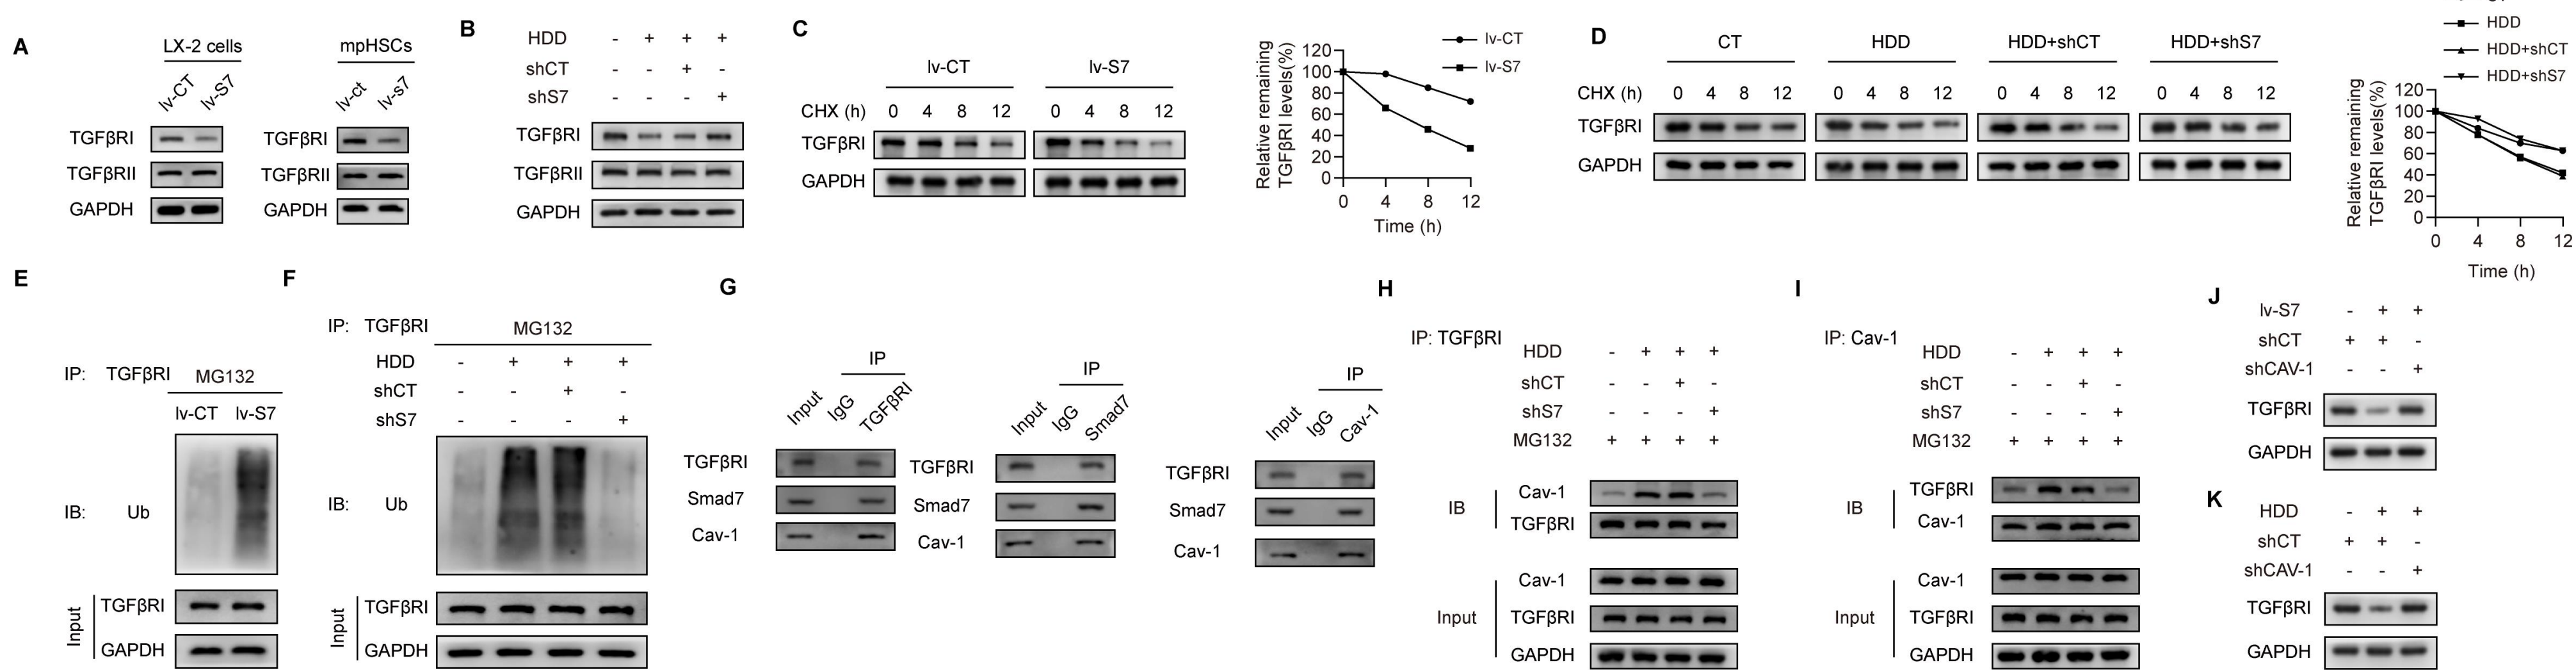 A
LX-2 cells
mpHSCs
lv-CT lv-S7
lv-ct lv-s7
TGFβRI
TGFβRII
GAPDH
TGFβRI
TGFβRII
GAPDH
B
HDD - + + +
shCT - - + -
shS7 - - - +
TGFβRI
TGFβRII
GAPDH
C
lv-CT lv-S7
CHX (h) 0 4 8 12 0 4 8 12
TGFβRI
GAPDH
Relative remaining
TGFβRI levels(%)
120
100
80
60
40
20
0
0 4 8 12
Time (h)
lv-CT
lv-S7
D
CT HDD HDD+shCT HDD+shS7
CHX (h) 0 4 8 12 0 4 8 12 0 4 8 12 0 4 8 12
TGFβRI
GAPDH
HDD
HDD+shCT
HDD+shS7
Relative remaining
TGFβRI levels(%)
120
100
80
60
40
20
0
0 4 8 12
Time (h)
E
IP: TGFβRI MG132
lv-CT lv-S7
IB: Ub
Input
TGFβRI
GAPDH
F
IP: TGFβRI MG132
HDD - + + +
shCT - - + -
shS7 - - - +
IB: Ub
Input
TGFβRI
GAPDH
G
IP
Input IgG TGFβRI
TGFβRI
Smad7
Cav-1
IP
Input IgG Smad7
TGFβRI
Smad7
Cav-1
IP
Input IgG Cav-1
TGFβRI
Smad7
Cav-1
H
IP: TGFβRI
HDD - + + +
shCT - - + -
shS7 - - - +
MG132 + + + +
IB
Cav-1
TGFβRI
Input
Cav-1
TGFβRI
GAPDH
I
IP: Cav-1
HDD - + + +
shCT - - + -
shS7 - - - +
MG132 + + + +
IB
TGFβRI
Cav-1
Input
Cav-1
TGFβRI
GAPDH
J
lv-S7 - + +
shCT + + -
shCAV-1 - - +
TGFβRI
GAPDH
K
HDD - + +
shCT + + -
shCAV-1 - - +
TGFβRI
GAPDH